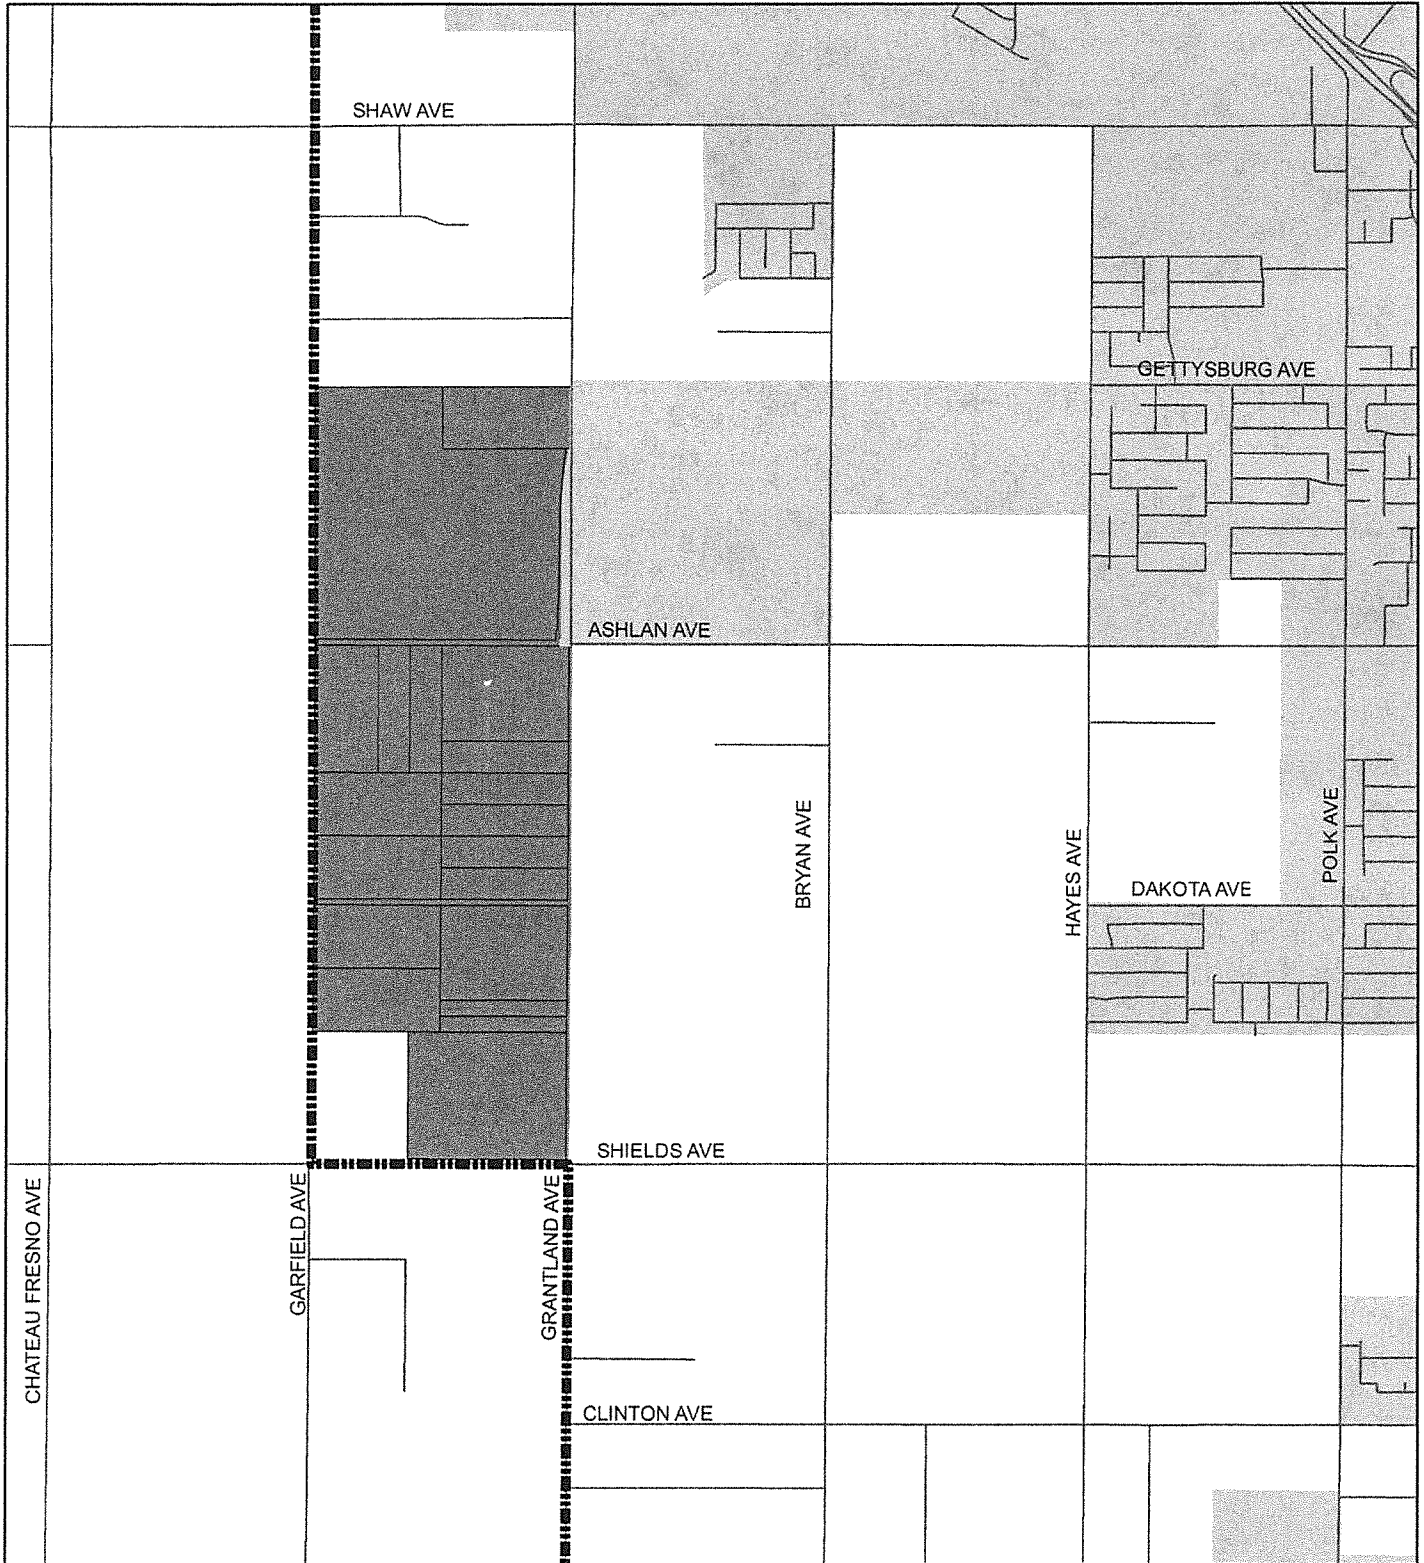 SHAW AVE
GETTYSBURG AVE
ASHLAN AVE
BRYAN AVE
HAYES AVE
POLK AVE
DAKOTA AVE
SHIELDS AVE
CHATEAU FRESNO AVE
GARFIELD AVE
GRANTLAND AVE
CLINTON AVE